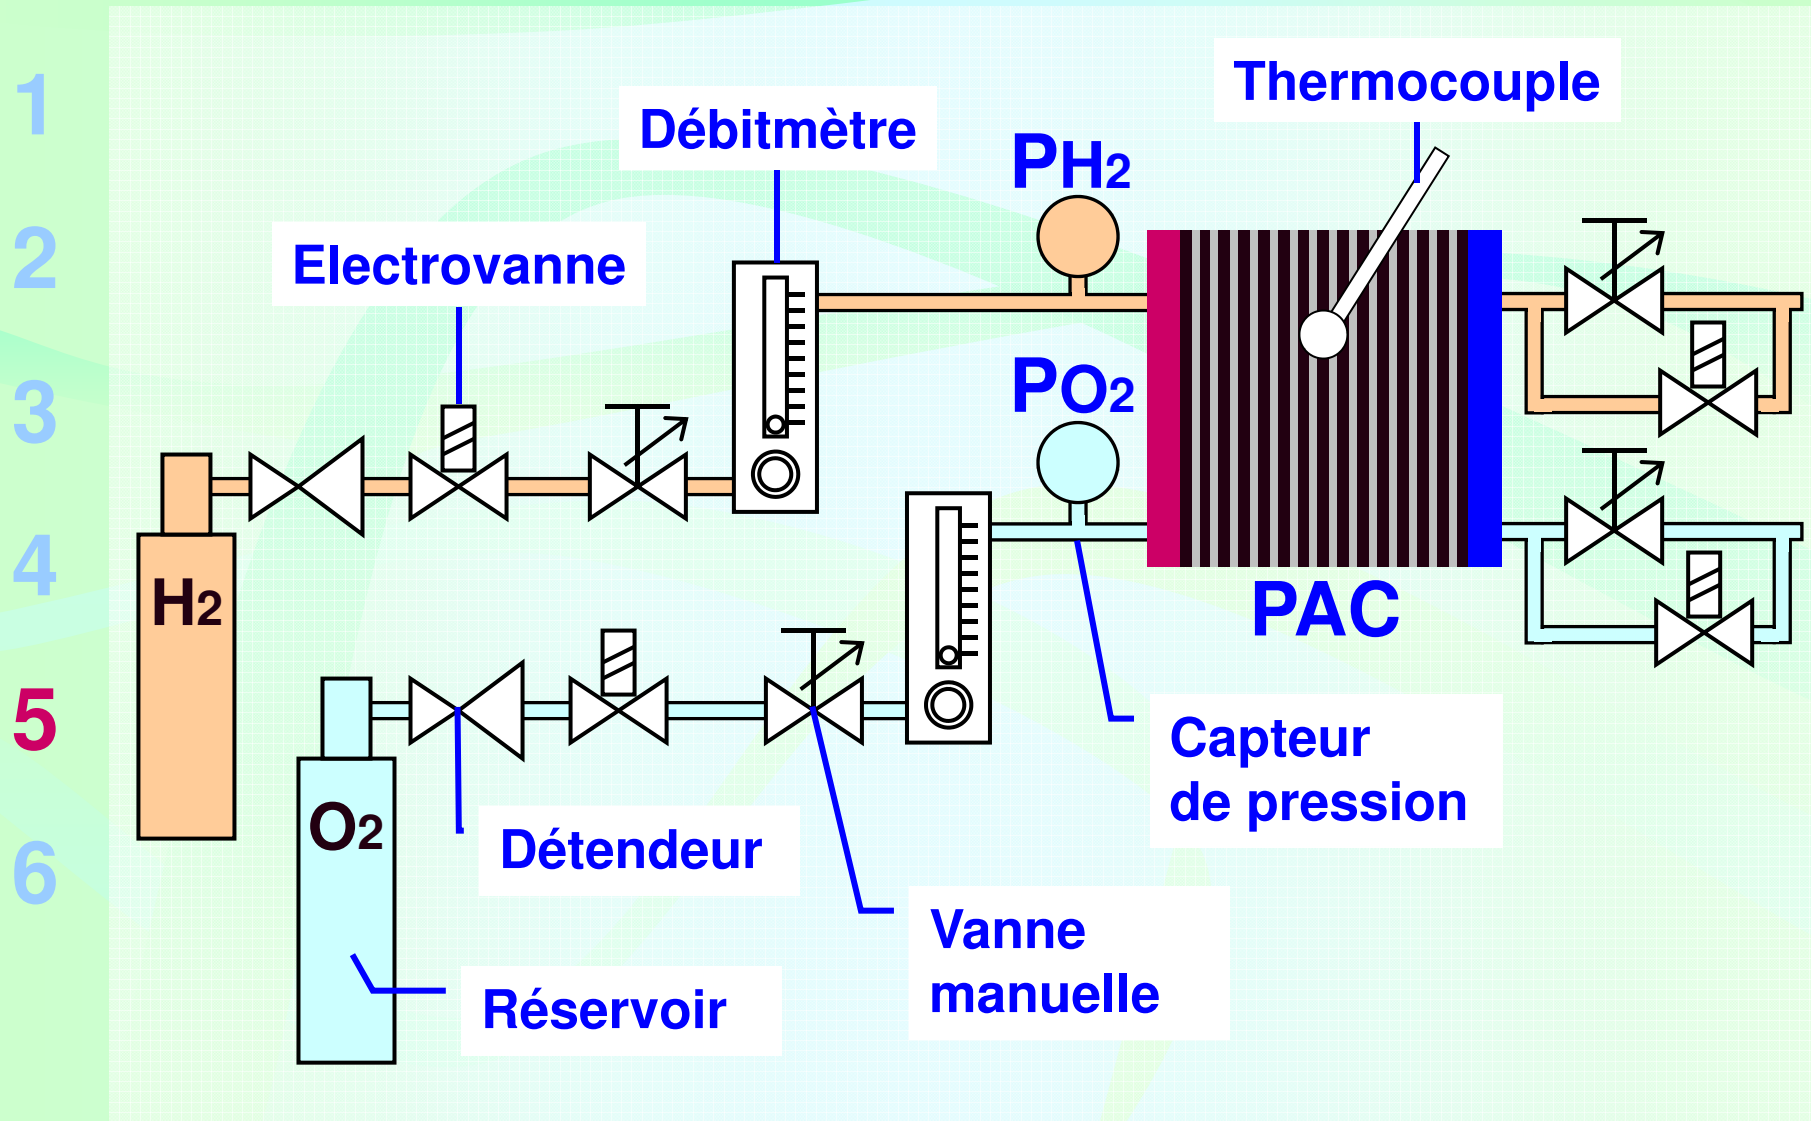 1
2
3
4
5
6
Thermocouple
Débitmètre
PH2
Electrovanne
PO2
H2
PAC
Capteur
de pression
O2
Détendeur
Vanne
manuelle
Réservoir